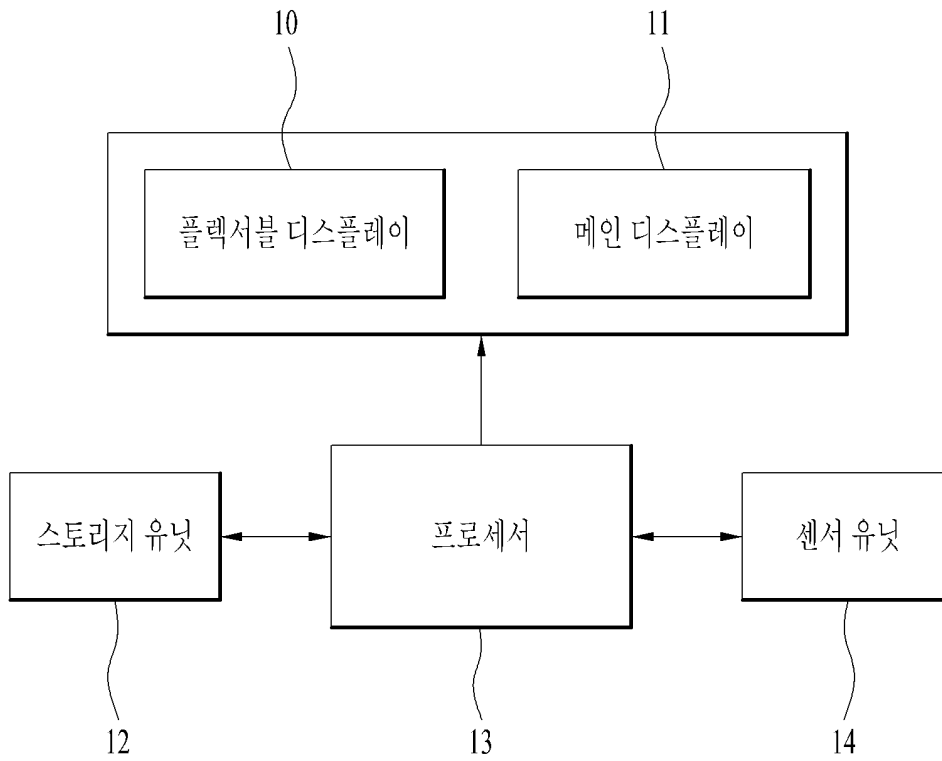 10
11
플렉서블 디스플레이
메인 디스플레이
스토리지 유닛
프로세서
센서 유닛
12
13
14